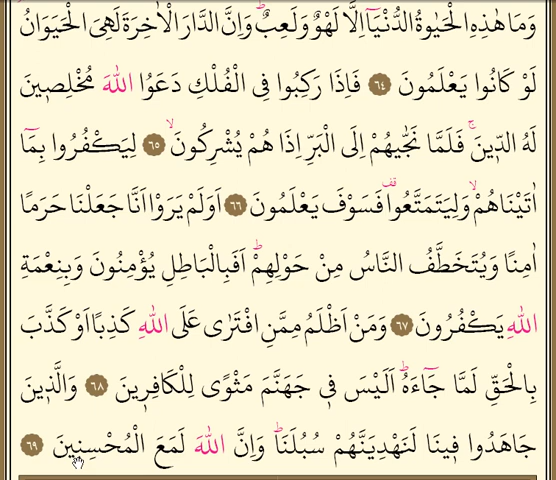 وَمَا هٰذِهِ الْحَيٰوةُ الدُّنْيَٓا اِلَّا لَهْوٌ وَلَعِبٌۜ وَاِنَّ الدَّارَ الْاٰخِرَةَ لَهِىَ الْحَيَوَانُ
لَوْ كَانُوا يَعْلَمُونَ ﴿٦٤﴾ فَاِذَا رَكِبُوا فِى الْفُلْكِ دَعَوُا اللّٰهَ مُخْلِصٖينَ
لَهُ الدّٖينَۚ فَلَمَّا نَجّٰيهُمْ اِلَى الْبَرِّ اِذَا هُمْ يُشْرِكُونَۙ ﴿٦٥﴾ لِيَكْفُرُوا بِمَٓا
اٰتَيْنَاهُمْۙ وَلِيَتَمَتَّعُوا۠ فَسَوْفَ يَعْلَمُونَ ﴿٦٦﴾ اَوَلَمْ يَرَوْا اَنَّا جَعَلْنَا حَرَمًا
اٰمِنًا وَيُتَخَطَّفُ النَّاسُ مِنْ حَوْلِهِمْۜ اَفَبِالْبَاطِلِ يُؤْمِنُونَ وَبِنِعْمَةِ
اللّٰهِ يَكْفُرُونَ ﴿٦٧﴾ وَمَنْ اَظْلَمُ مِمَّنِ افْتَرٰى عَلَى اللّٰهِ كَذِبًا اَوْ كَذَّبَ
بِالْحَقِّ لَمَّا جَٓاءَهُۜ اَلَيْسَ فٖى جَهَنَّمَ مَثْوًى لِلْكَافِرٖينَ ﴿٦٨﴾ وَالَّذٖينَ
جَاهَدُوا فٖينَا لَنَهْدِيَنَّهُمْ سُبُلَنَاۜ وَاِنَّ اللّٰهَ لَمَعَ الْمُحْسِنٖينَ ﴿٦٩﴾